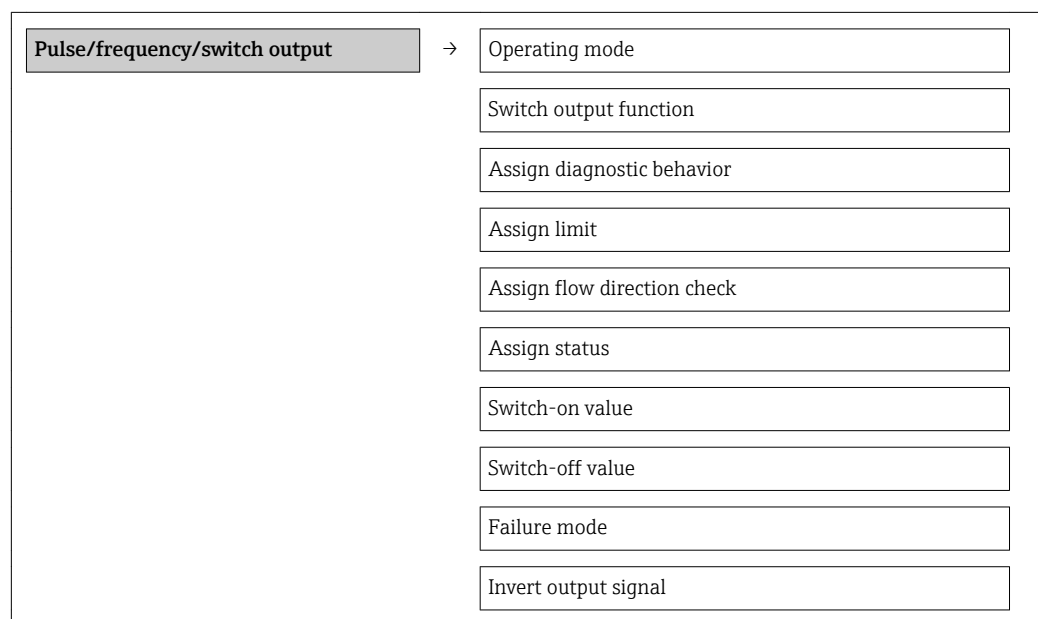 Pulse/frequency/switch output → Operating mode
Switch output function
Assign diagnostic behavior
Assign limit
Assign flow direction check
Assign status
Switch-on value
Switch-off value
Failure mode
Invert output signal